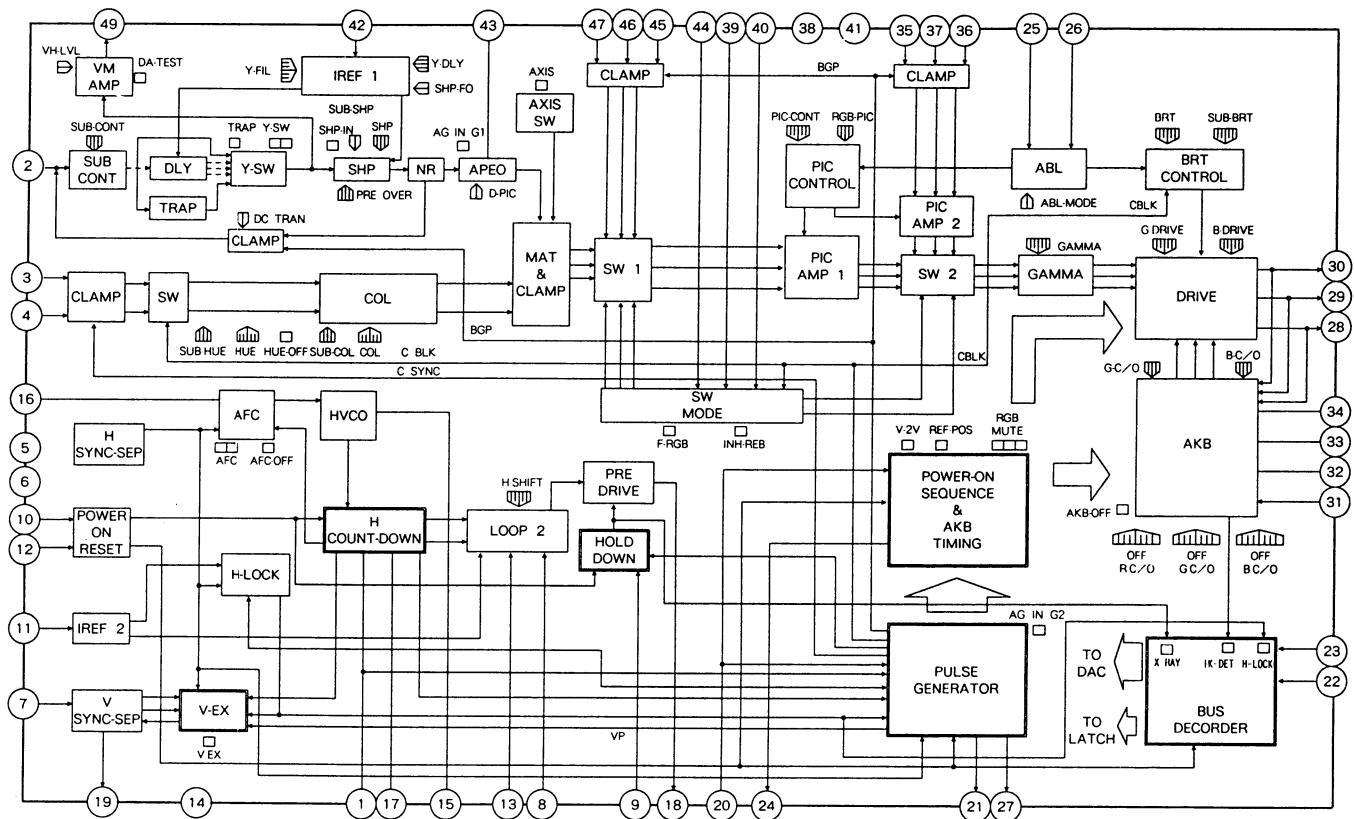 49
42
43
47
46
45
44
39
40
38
41
35
37
36
25
26
VH-LVL
VM
AMP
DA-TEST
Y-FIL
IREF 1
Y-DLY
SHP-FO
AXIS
AXIS
SW
CLAMP
BGP
CLAMP
SUB-CONT
TRAP
Y-SW
SUB-SHP
SHP-IN
SHP
AG IN G1
PIC-CONT
RGB-PIC
BRT
SUB-BRT
2
SUB
CONT
DLY
Y-SW
SHP
NR
APEO
PIC
CONTROL
ABL
BRT
CONTROL
TRAP
PRE OVER
D-PIC
ABL-MODE
CBLK
DC TRAN
CLAMP
PIC
AMP 2
3
4
CLAMP
SW
COL
MAT
&
CLAMP
SW 1
PIC
AMP 1
SW 2
GAMMA
GAMMA
G DRIVE
B-DRIVE
DRIVE
30
29
28
BGP
SUB-HUE
HUE
HUE-OFF
SUB-COL
COL
C BLK
CBLK
C SYNC
G-C/O
B-C/O
16
AFC
HVCO
SW
MODE
F-RGB
INH-REB
34
33
32
31
5
H
SYNC-SEP
AFC
AFC-OFF
V-2V
REF-POS
RGB
MUTE
AKB
6
10
12
POWER
ON
RESET
H
COUNT-DOWN
H SHIFT
LOOP 2
PRE
DRIVE
HOLD
DOWN
POWER-ON
SEQUENCE
&
AKB
TIMING
AKB-OFF
OFF
R C/O
OFF
G C/O
OFF
B C/O
H-LOCK
11
IREF 2
AG IN G2
PULSE
GENERATOR
TO
DAC
X RAY
IK-DET
H-LOCK
23
22
7
V
SYNC-SEP
V-EX
V EX
VP
TO
LATCH
BUS
DECORDER
19
14
1
17
15
13
8
9
18
20
24
21
27